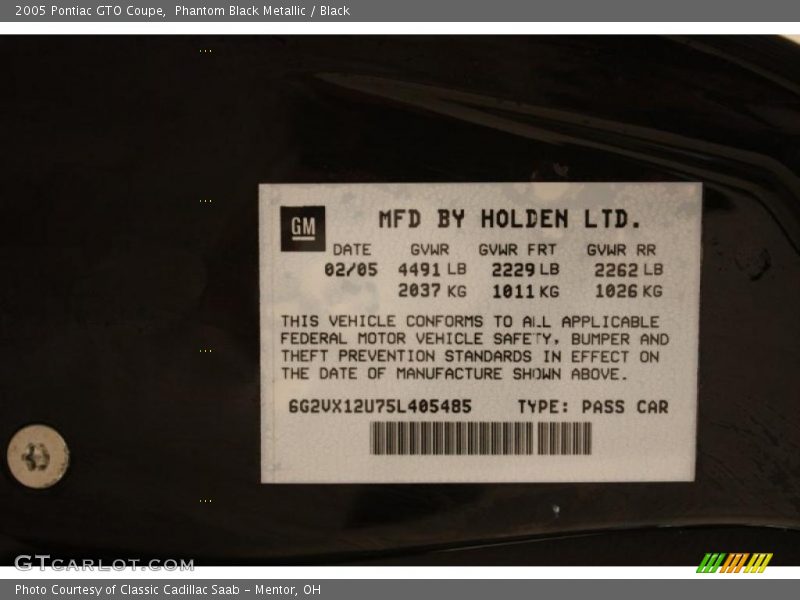 2005 Pontiac GTO Coupe,  Phantom Black Metallic / Black
GM
MFD BY HOLDEN LTD.
DATE GVWR GVWR FRT GVWR RR
02/05 4491 LB 2229 LB 2262 LB
2037 KG 1011 KG 1026 KG
THIS VEHICLE CONFORMS TO ALL APPLICABLE
FEDERAL MOTOR VEHICLE SAFETY, BUMPER AND
THEFT PREVENTION STANDARDS IN EFFECT ON
THE DATE OF MANUFACTURE SHOWN ABOVE.
6G2VX12U75L405485 TYPE: PASS CAR
GTCARLOT.COM
Photo Courtesy of Classic Cadillac Saab - Mentor, OH